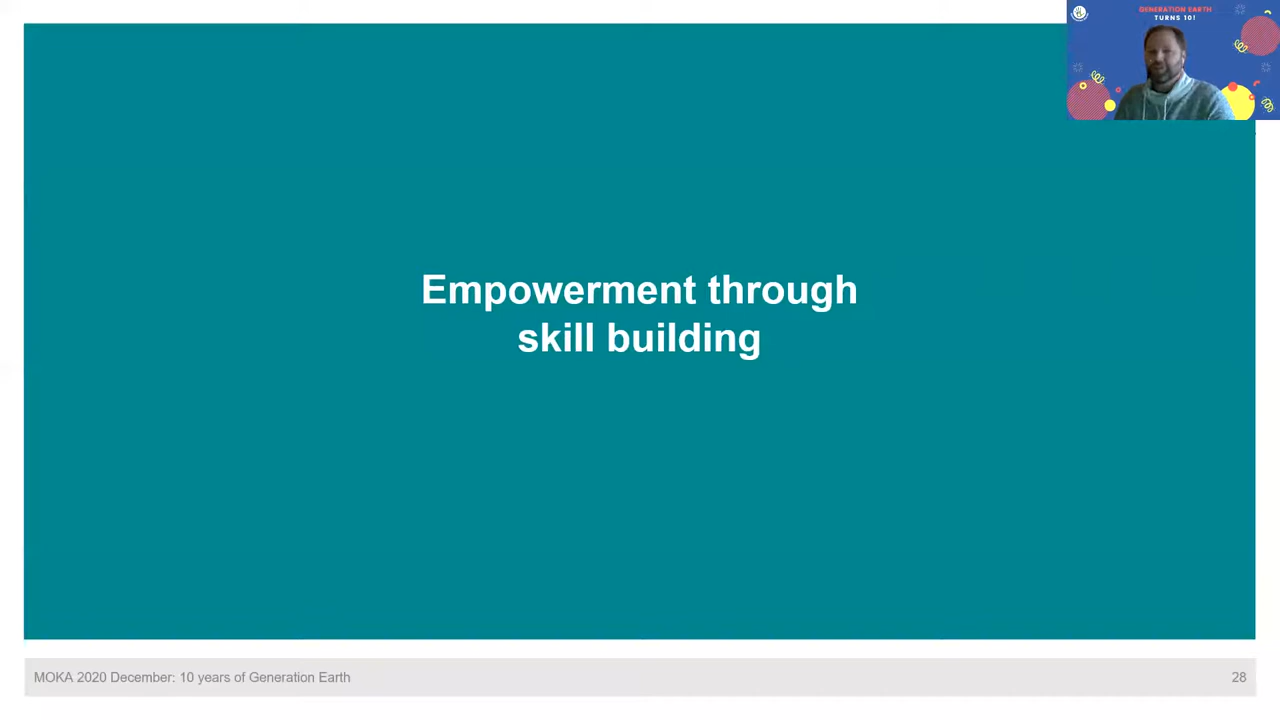 GENERATION EARTH
TURNS 10!
Empowerment through
skill building
MOKA 2020 December: 10 years of Generation Earth
28